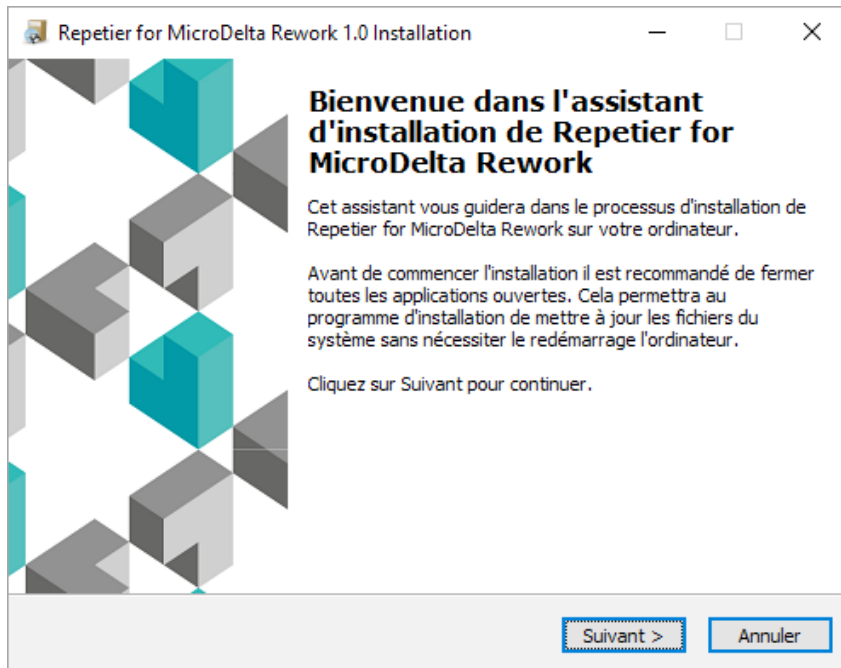 Repetier for MicroDelta Rework 1.0 Installation
Bienvenue dans l'assistant
d'installation de Repetier for
MicroDelta Rework
Cet assistant vous guidera dans le processus d'installation de
Repetier for MicroDelta Rework sur votre ordinateur.
Avant de commencer l'installation il est recommandé de fermer
toutes les applications ouvertes. Cela permettra au
programme d'installation de mettre à jour les fichiers du
système sans nécessiter le redémarrage l'ordinateur.
Cliquez sur Suivant pour continuer.
Suivant >
Annuler